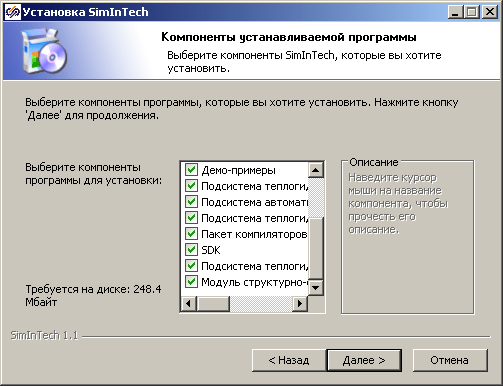 Установка SimInTech
Компоненты устанавливаемой программы
Выберите компоненты SimInTech, которые вы хотите
установить.
Выберите компоненты программы, которые вы хотите установить. Нажмите кнопку
'Далее' для продолжения.
Выберите компоненты
программы для установки:
Демо-примеры
Подсистема теплоги
Подсистема автомат
Подсистема теплоги
Пакет компиляторов
SDK
Подсистема теплоги
Модуль структурно-
Описание
Наведите курсор
мыши на название
компонента, чтобы
прочесть его
описание.
Требуется на диске: 248.4
Мбайт
SimInTech 1.1
< Назад
Далее >
Отмена